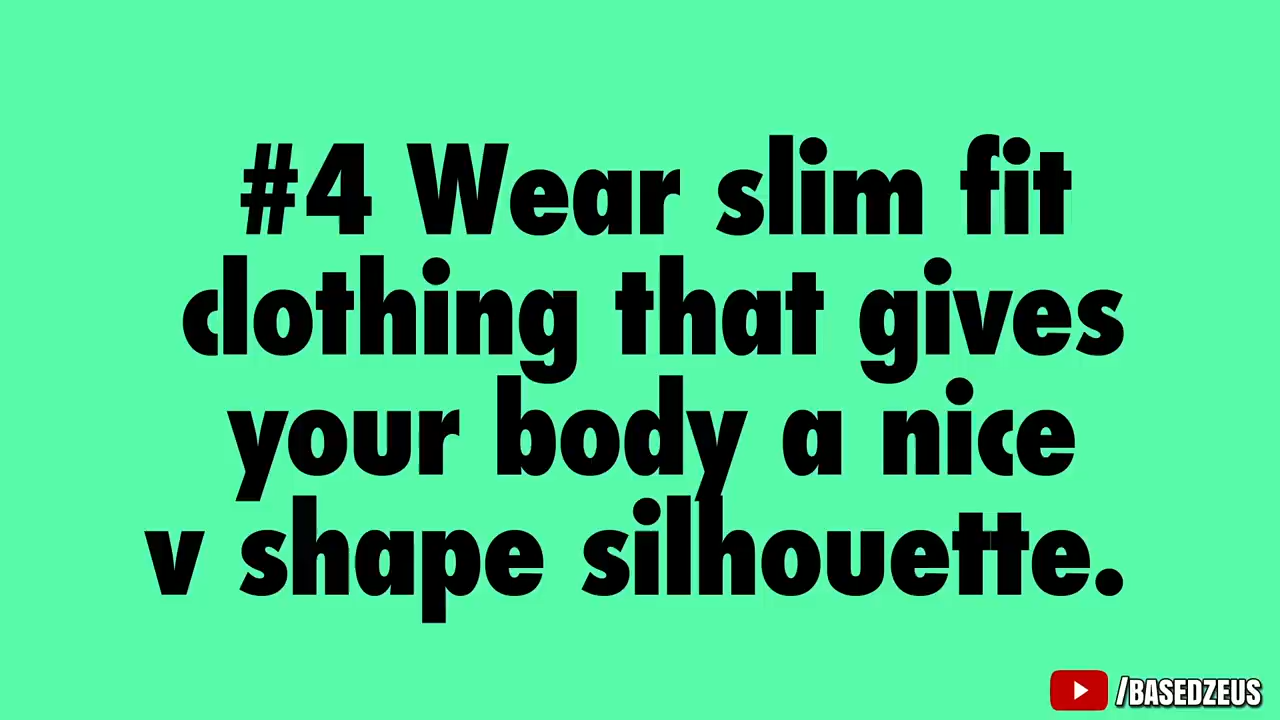 #4 Wear slim fit
clothing that gives
your body a nice
v shape silhouette.
/BASEDZEUS